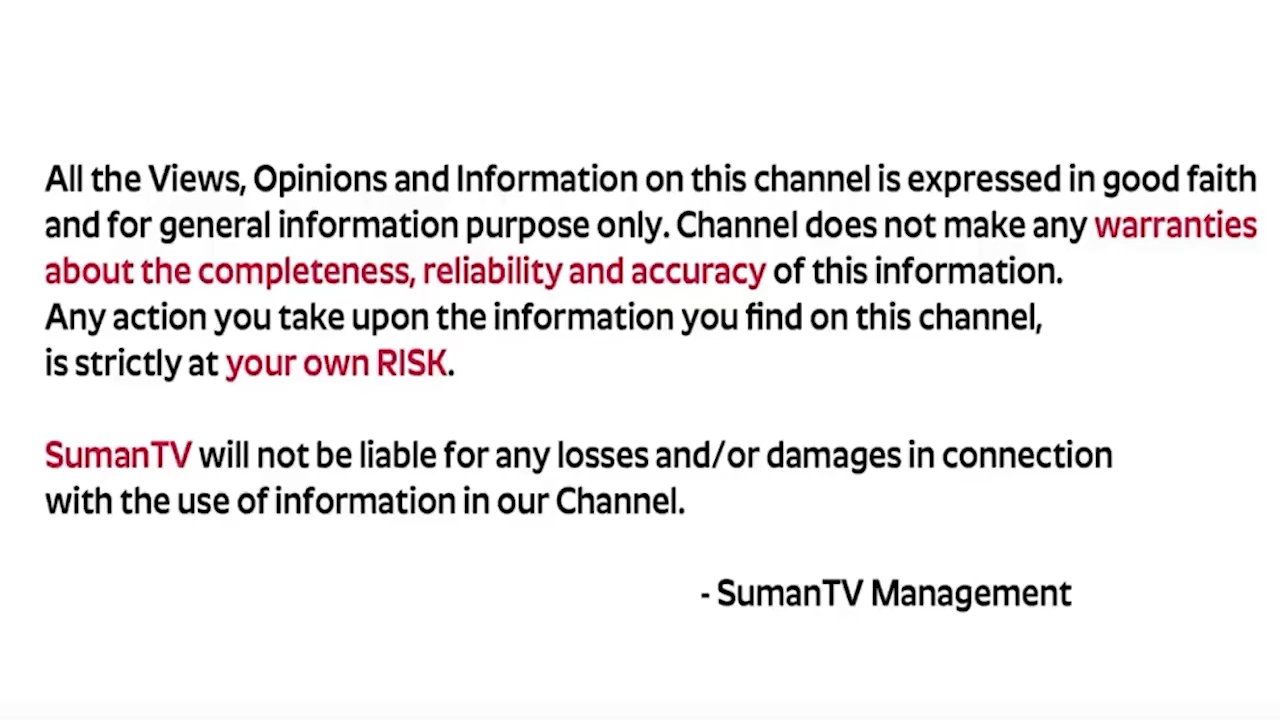 All the Views, Opinions and Information on this channel is expressed in good faith
and for general information purpose only. Channel does not make any warranties
about the completeness, reliability and accuracy of this information.
Any action you take upon the information you find on this channel,
is strictly at your own RISK.
SumanTV will not be liable for any losses and/or damages in connection
with the use of information in our Channel.
- SumanTV Management